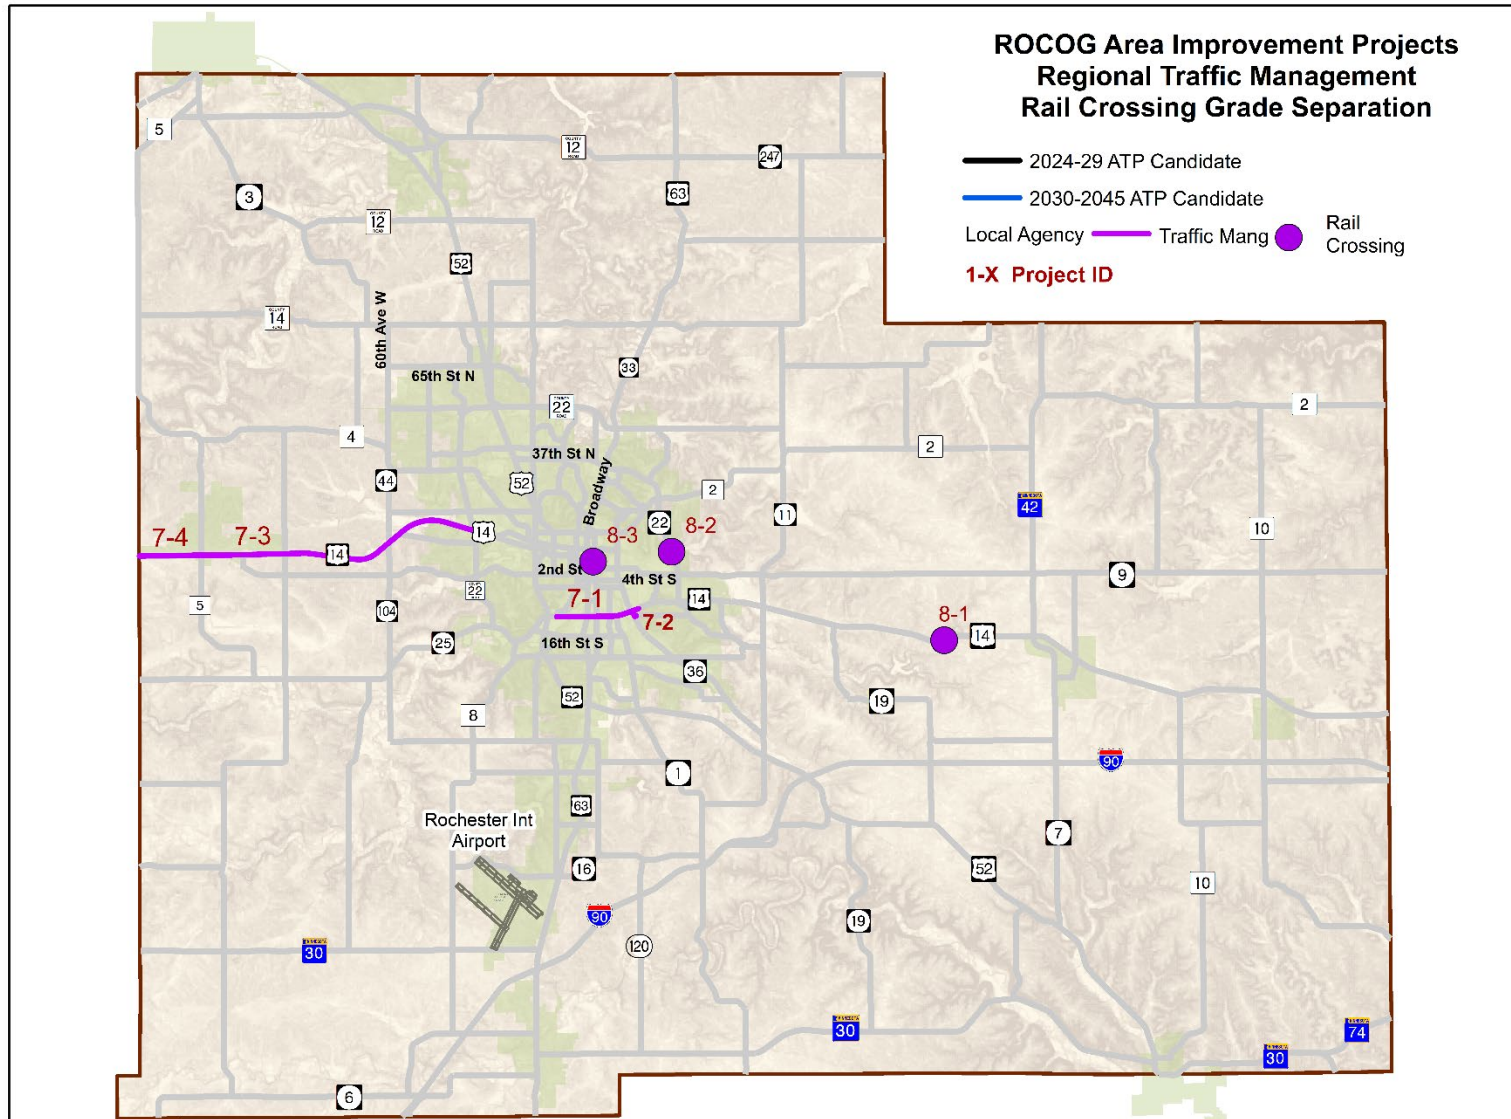 ROCOG Area Improvement Projects
Regional Traffic Management
Rail Crossing Grade Separation
2024-29 ATP Candidate
2030-2045 ATP Candidate
Local Agency
Traffic Mang
Rail
Crossing
1-X Project ID
5
12
247
3
12
63
52
14
60th Ave W
33
65th St N
22
2
4
37th St N
2
44
52
Broadway
2
42
10
11
22
8-2
8-3
7-4
7-3
14
14
2nd St
4th St S
9
5
104
22
7-1
14
7-2
8-1
14
25
16th St S
36
52
19
8
90
1
63
Rochester Int
Airport
7
16
52
10
90
19
120
30
30
74
30
6